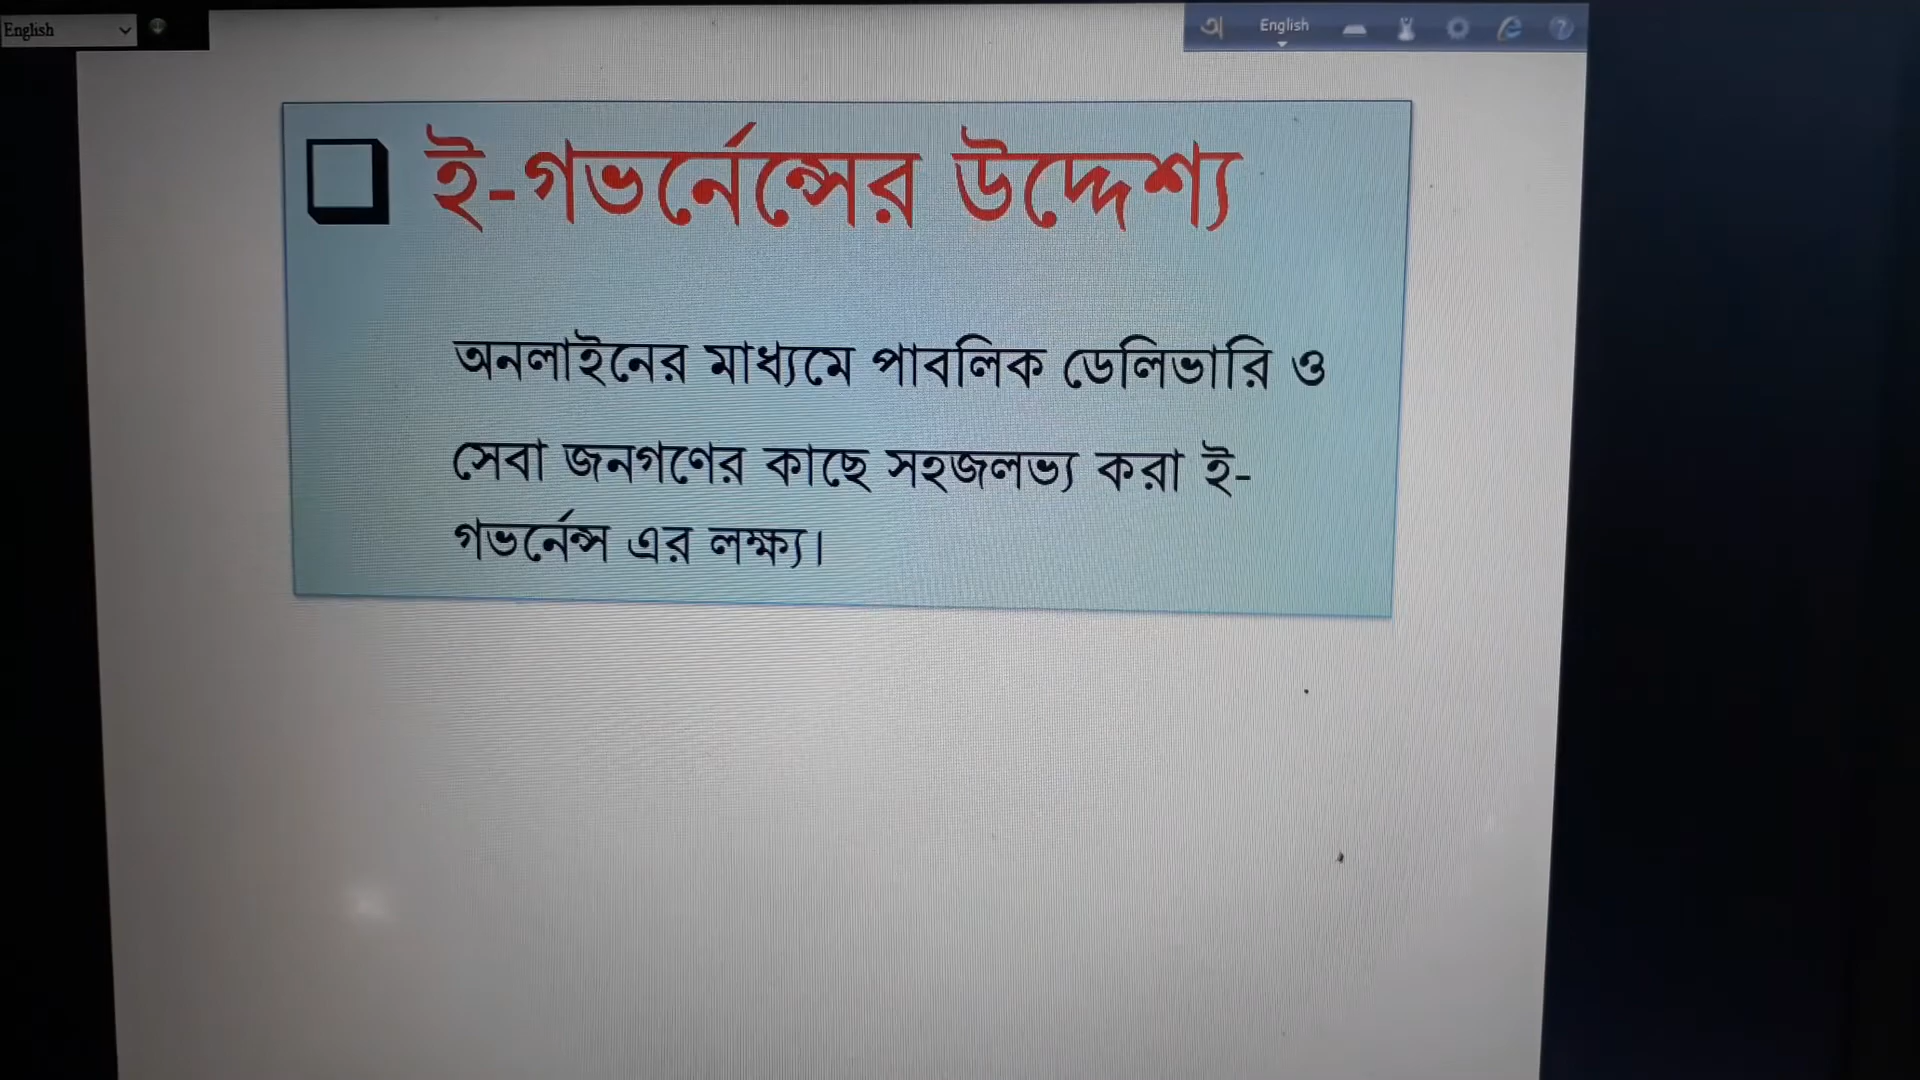 English
অ English
ই-গভর্নেন্সের উদ্দেশ্য
অনলাইনের মাধ্যমে পাবলিক ডেলিভারি ও
সেবা জনগণের কাছে সহজলভ্য করা ই-
গভর্নেন্স এর লক্ষ্য।